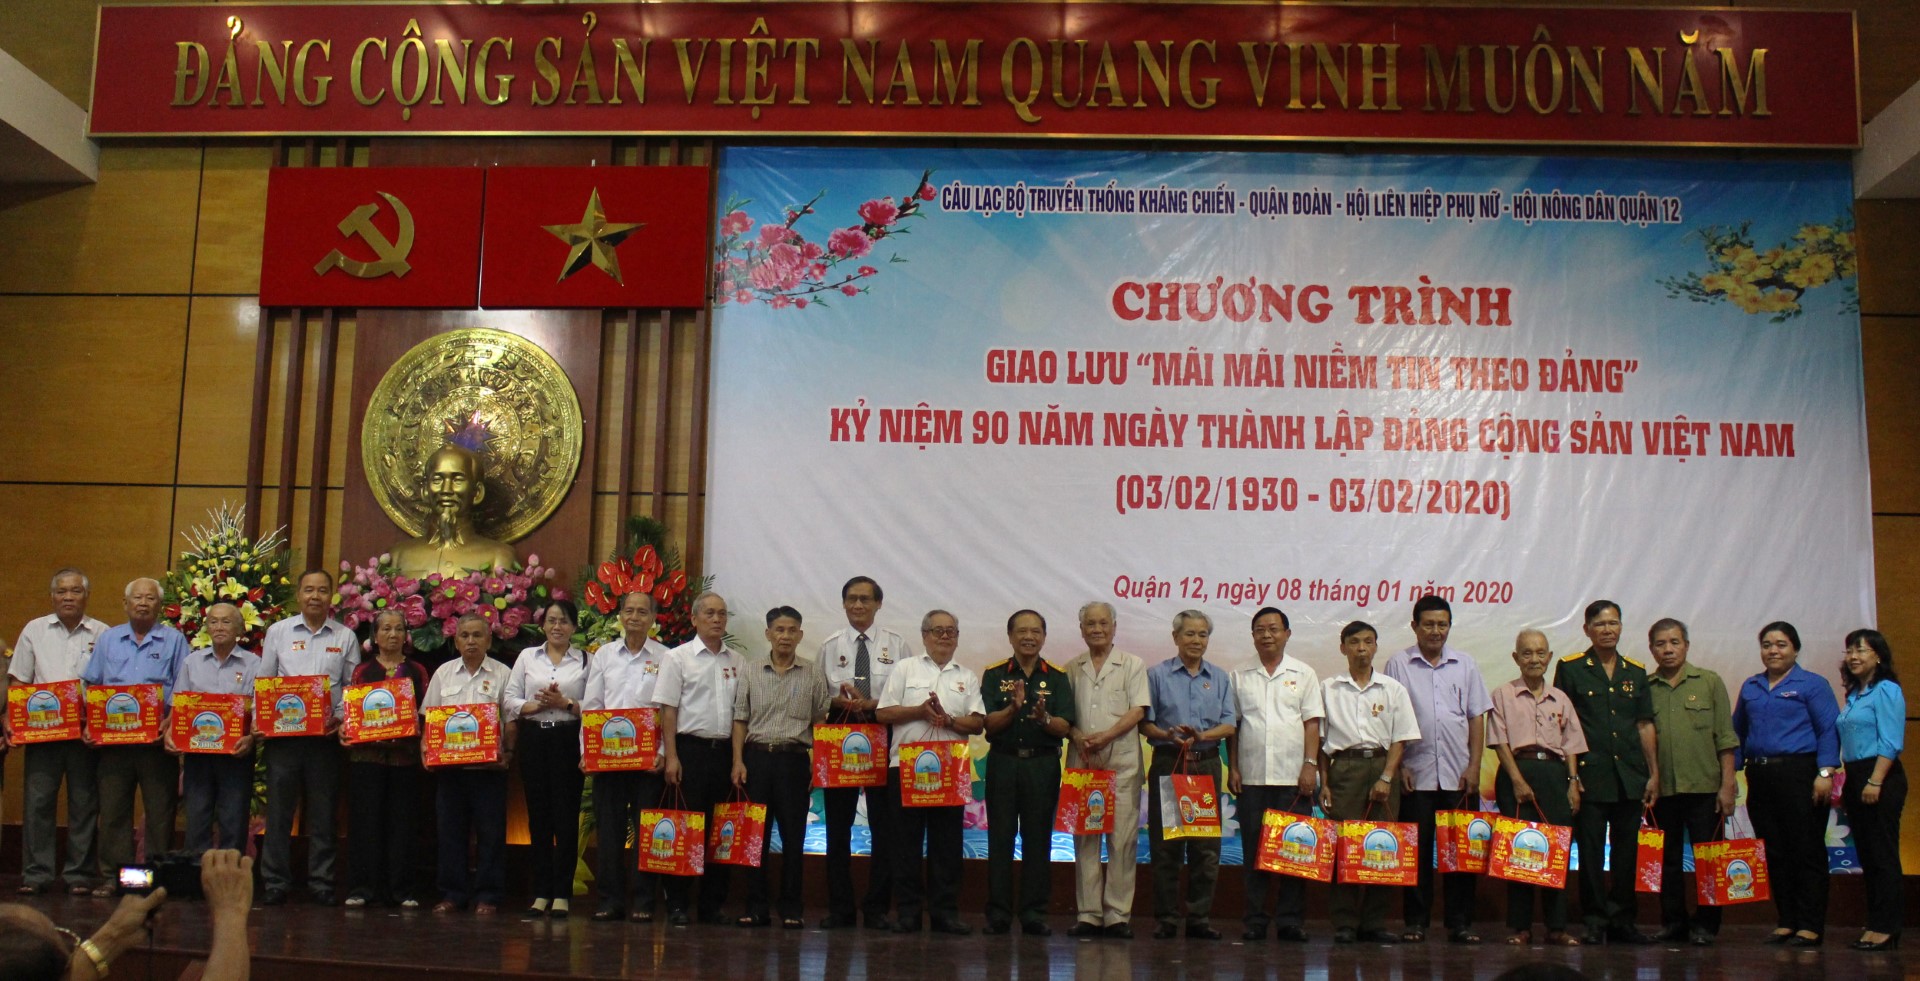 ĐẢNG CỘNG SẢN VIỆT NAM QUANG VINH MUÔN NĂM
CÂU LẠC BỘ TRUYỀN THỐNG KHÁNG CHIẾN - QUẬN ĐOÀN - HỘI LIÊN HIỆP PHỤ NỮ - HỘI NÔNG DÂN QUẬN 12
CHƯƠNG TRÌNH
GIAO LƯU “MÃI MÃI NIỀM TIN THEO ĐẢNG”
KỶ NIỆM 90 NĂM NGÀY THÀNH LẬP ĐẢNG CỘNG SẢN VIỆT NAM
(03/02/1930 - 03/02/2020)
Quận 12, ngày 08 tháng 01 năm 2020